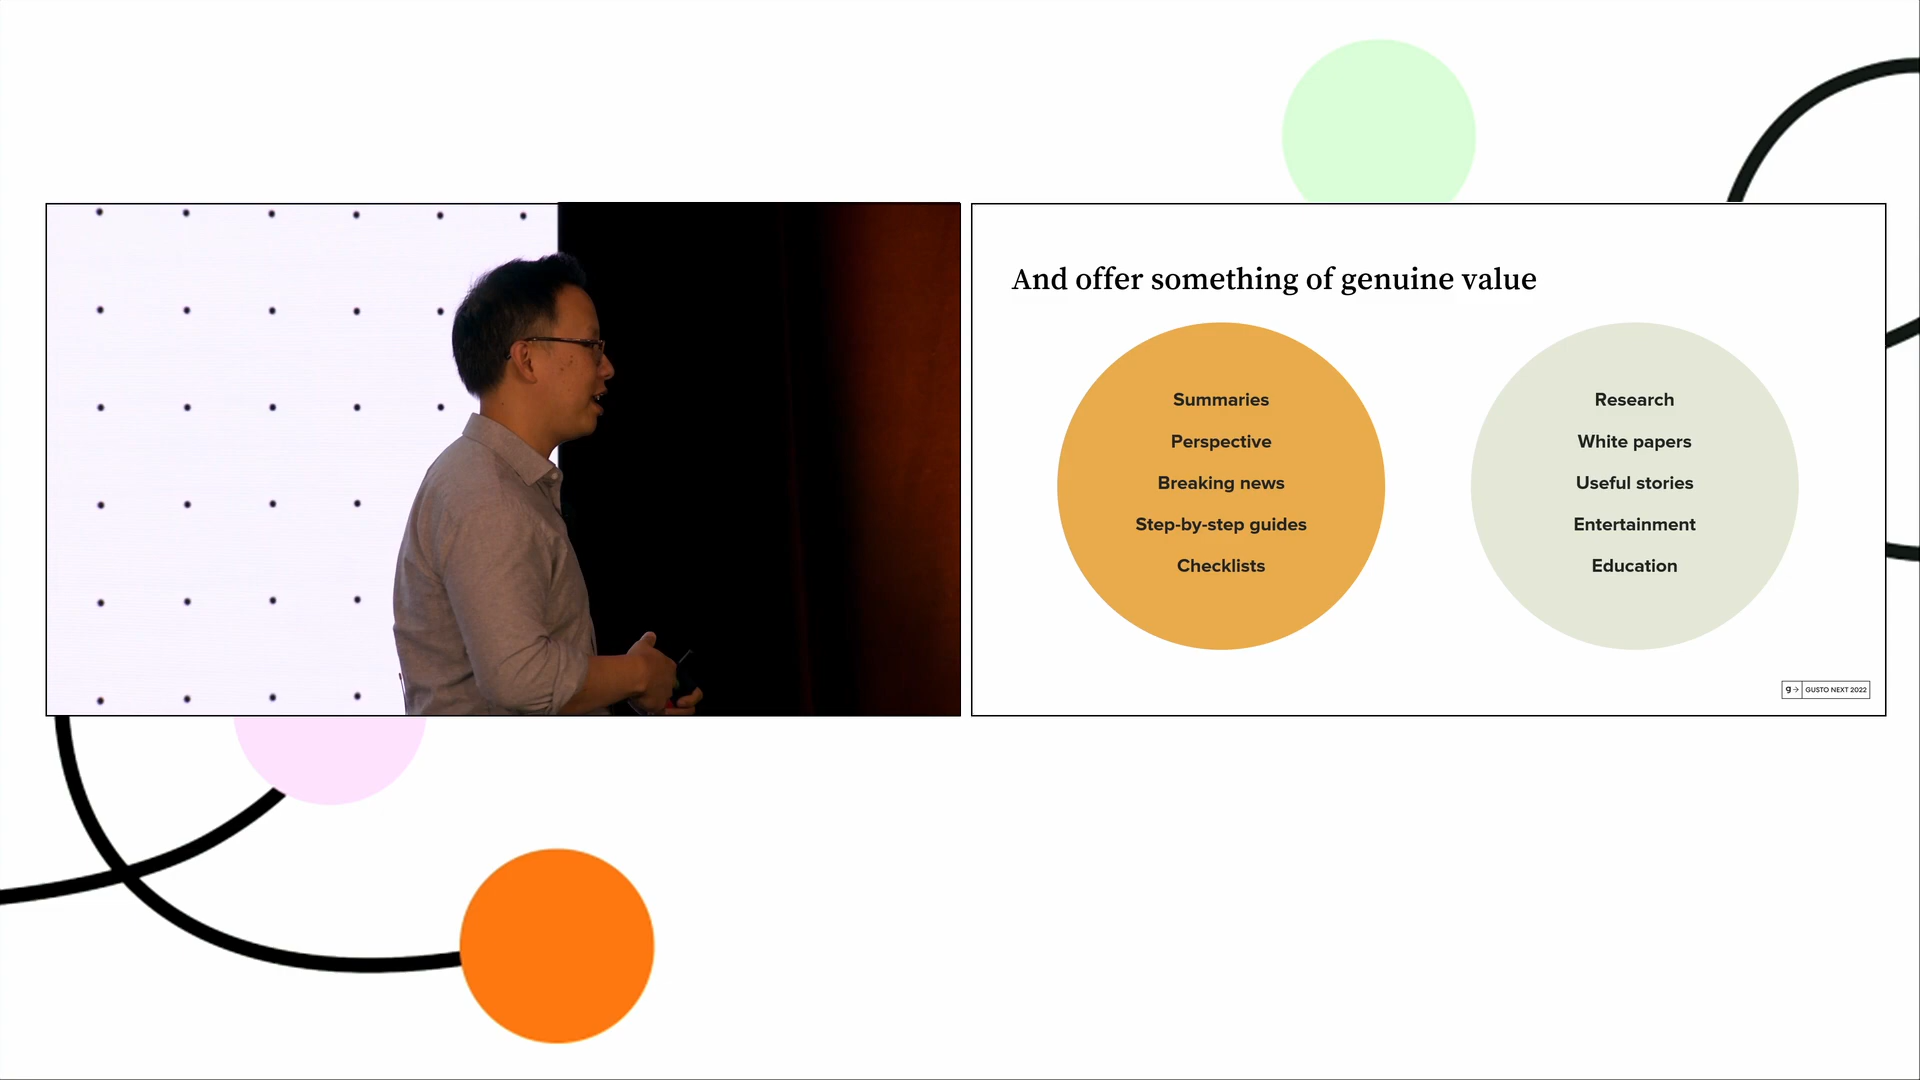 And offer something of genuine value
Summaries
Perspective
Breaking news
Step-by-step guides
Checklists
Research
White papers
Useful stories
Entertainment
Education
g→ GUSTO NEXT 2022